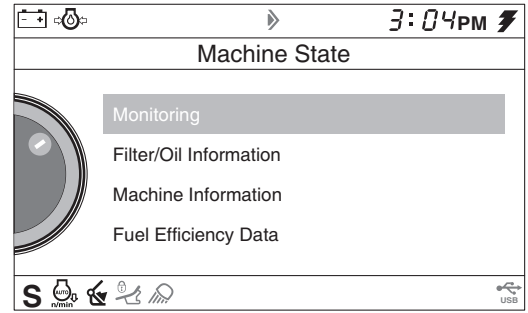 3:04PM
Machine State
Monitoring
Filter/Oil Information
Machine Information
Fuel Efficiency Data
S AUTO n/min USB